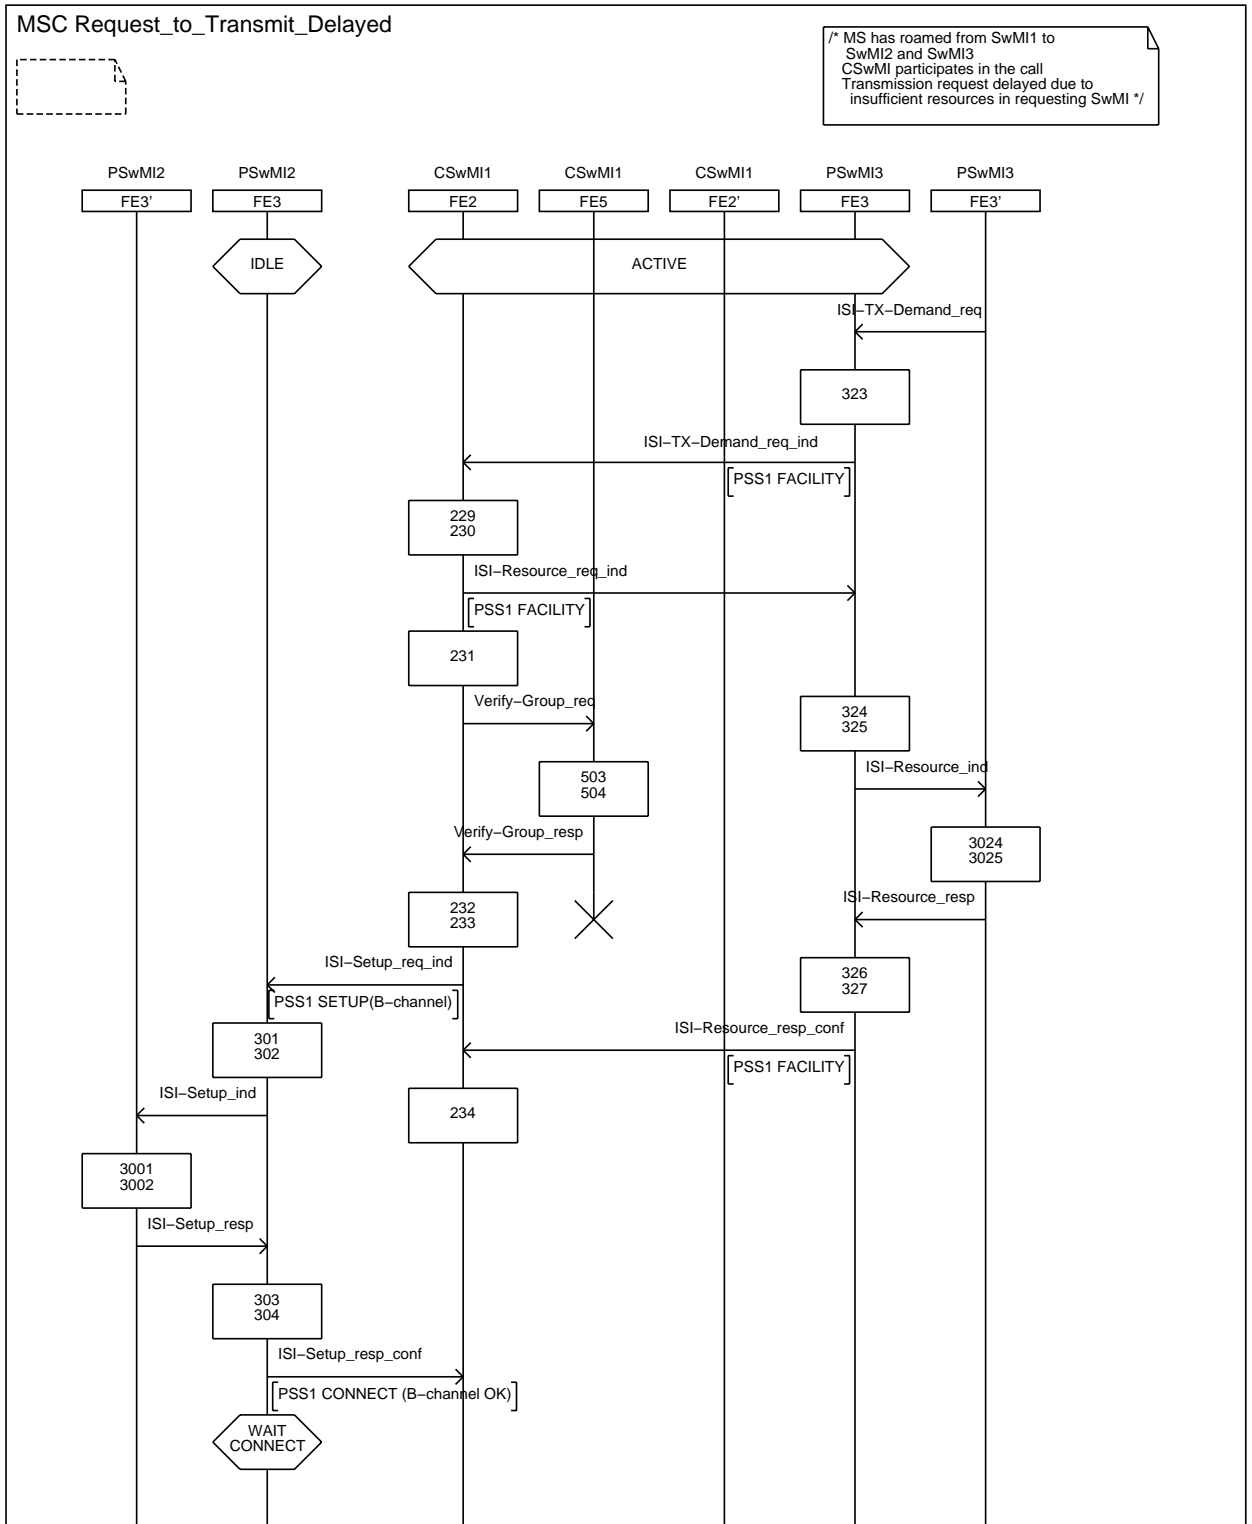 MSC Request_to_Transmit_Delayed
/* MS has roamed from SwMI1 to
SwMI2 and SwMI3
CSwMI participates in the call
Transmission request delayed due to
insufficient resources in requesting SwMI */
PSwMI2 PSwMI2 CSwMI1 CSwMI1 CSwMI1 PSwMI3 PSwMI3
FE3' FE3 FE2 FE5 FE2' FE3 FE3'
IDLE ACTIVE
ISI–TX–Demand_req
323
ISI–TX–Demand_req_ind
[PSS1 FACILITY]
229
230
ISI–Resource_req_ind
[PSS1 FACILITY]
231
Verify–Group_req
324
325
ISI–Resource_ind
503
504
Verify–Group_resp
3024
3025
ISI–Resource_resp
232
233
ISI–Setup_req_ind
[PSS1 SETUP(B–channel)]
326
327
ISI–Resource_resp_conf
[PSS1 FACILITY]
301
302
ISI–Setup_ind
234
3001
3002
ISI–Setup_resp
303
304
ISI–Setup_resp_conf
[PSS1 CONNECT (B–channel OK)]
WAIT
CONNECT